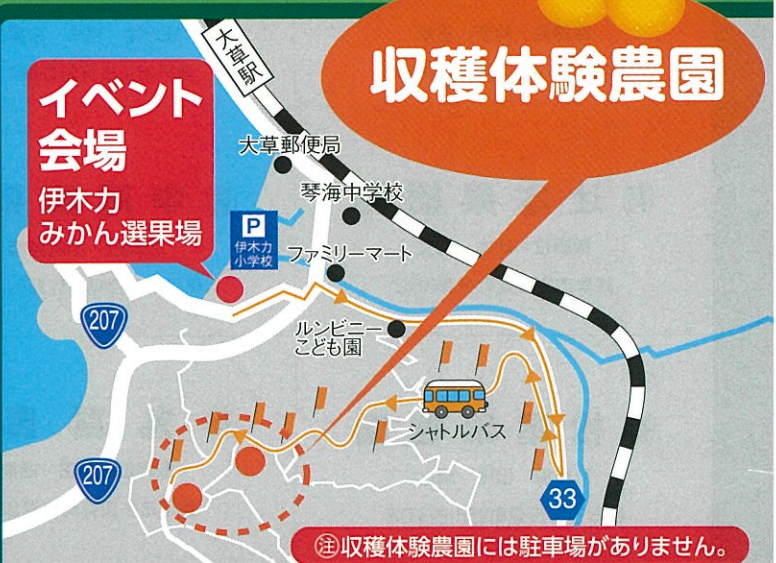 大草駅
収穫体験農園
イベント
会場
伊木力
みかん選果場
大草郵便局
琴海中学校
P
伊木力
小学校
ファミリーマート
207
ルンビニー
こども園
シャトルバス
207
33
㊟収穫体験農園には駐車場がありません。